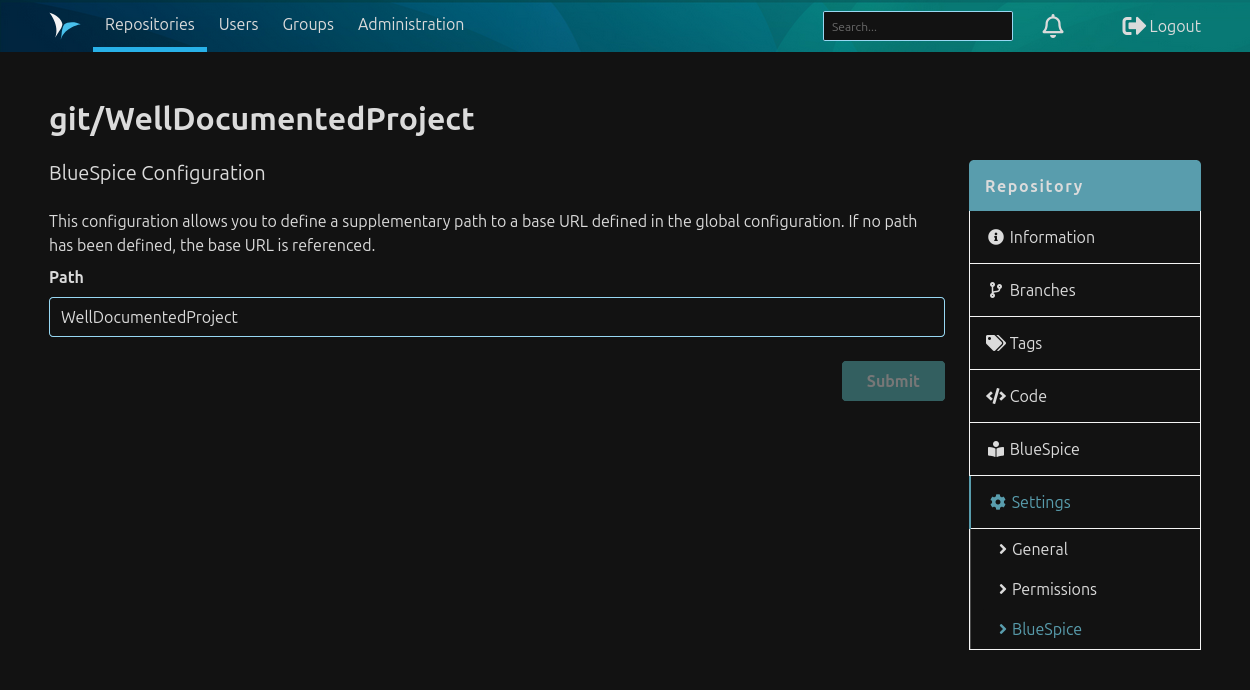 Repositories Users Groups Administration Search... Logout
git/WellDocumentedProject
BlueSpice Configuration
This configuration allows you to define a supplementary path to a base URL defined in the global configuration. If no path
has been defined, the base URL is referenced.
Path
WellDocumentedProject
Submit
Repository
Information
Branches
Tags
Code
BlueSpice
Settings
General
Permissions
BlueSpice